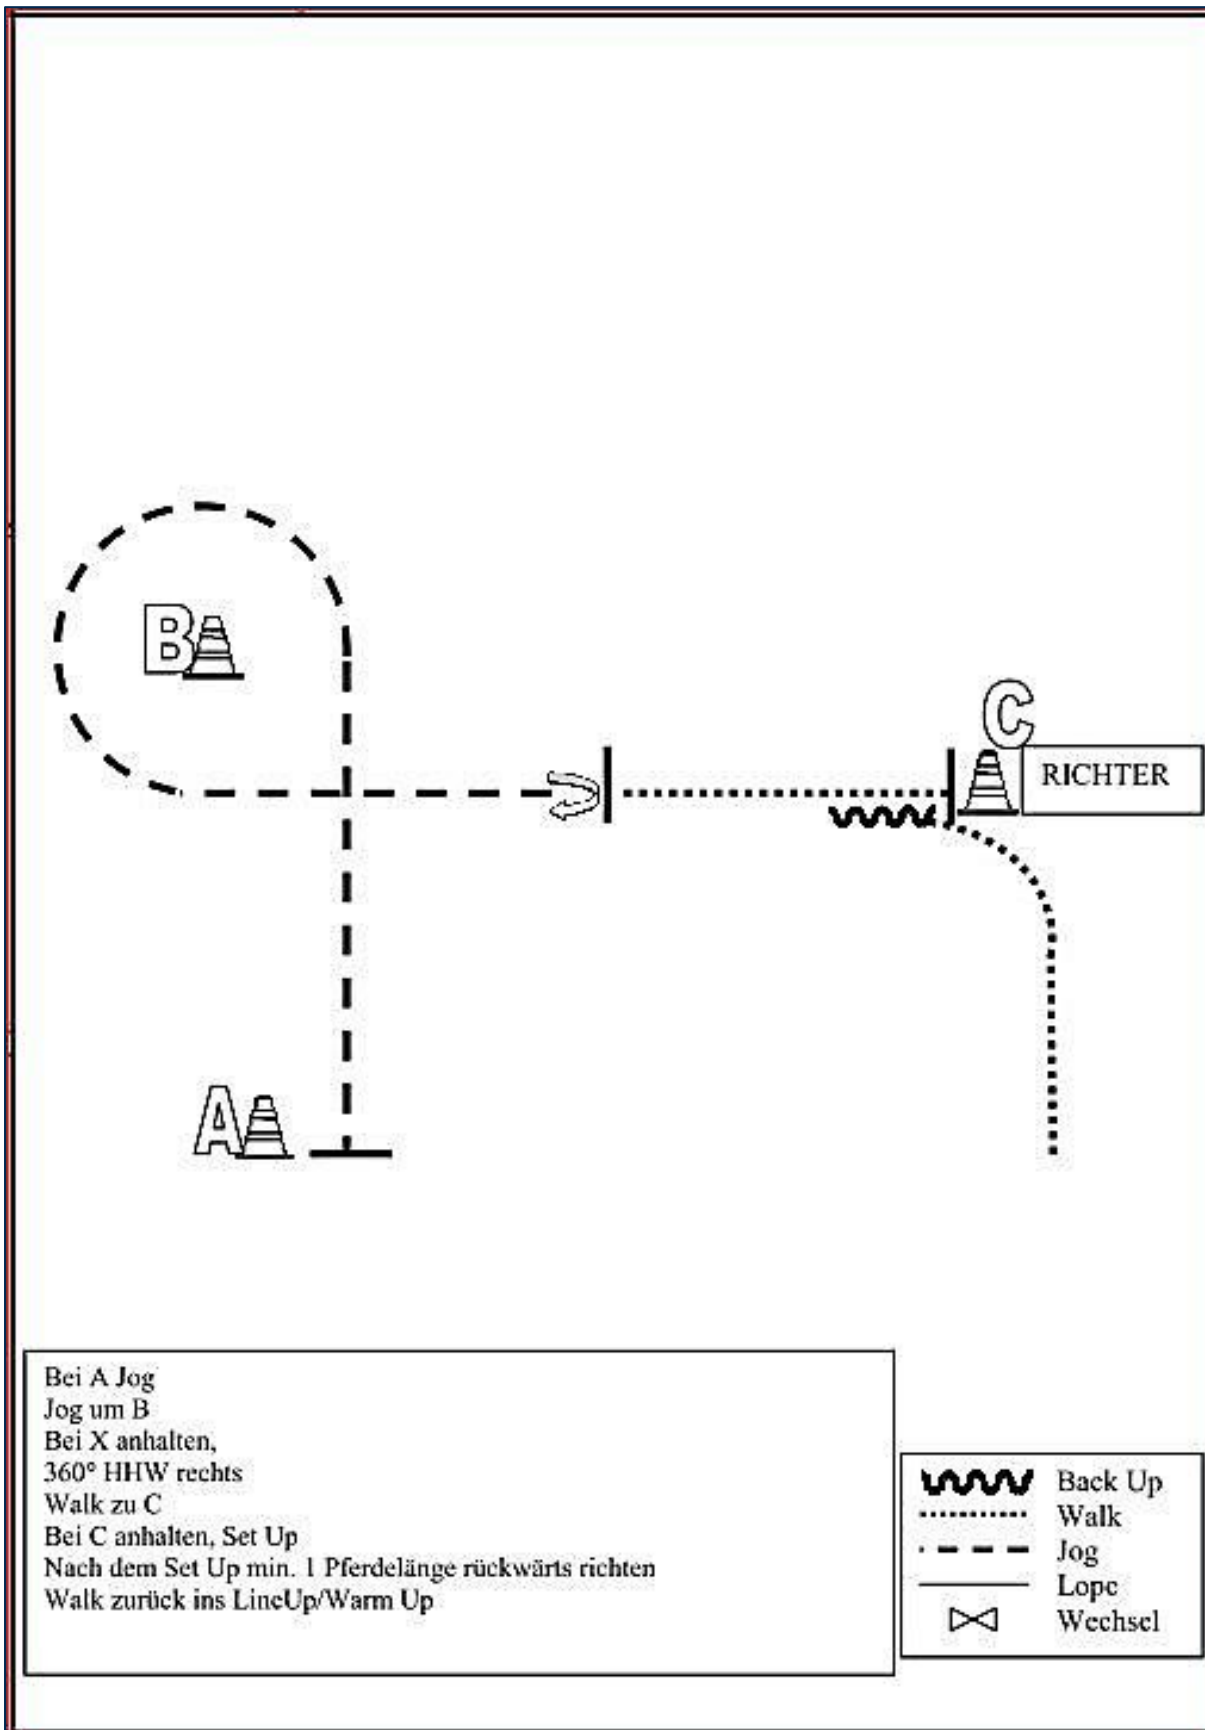 B
C
RICHTER
A
Bei A Jog
Jog um B
Bei X anhalten,
360° HHW rechts
Walk zu C
Bei C anhalten, Set Up
Nach dem Set Up min. 1 Pferdelänge rückwärts richten
Walk zurück ins LineUp/Warm Up
Back Up
Walk
Jog
Lope
Wechsel